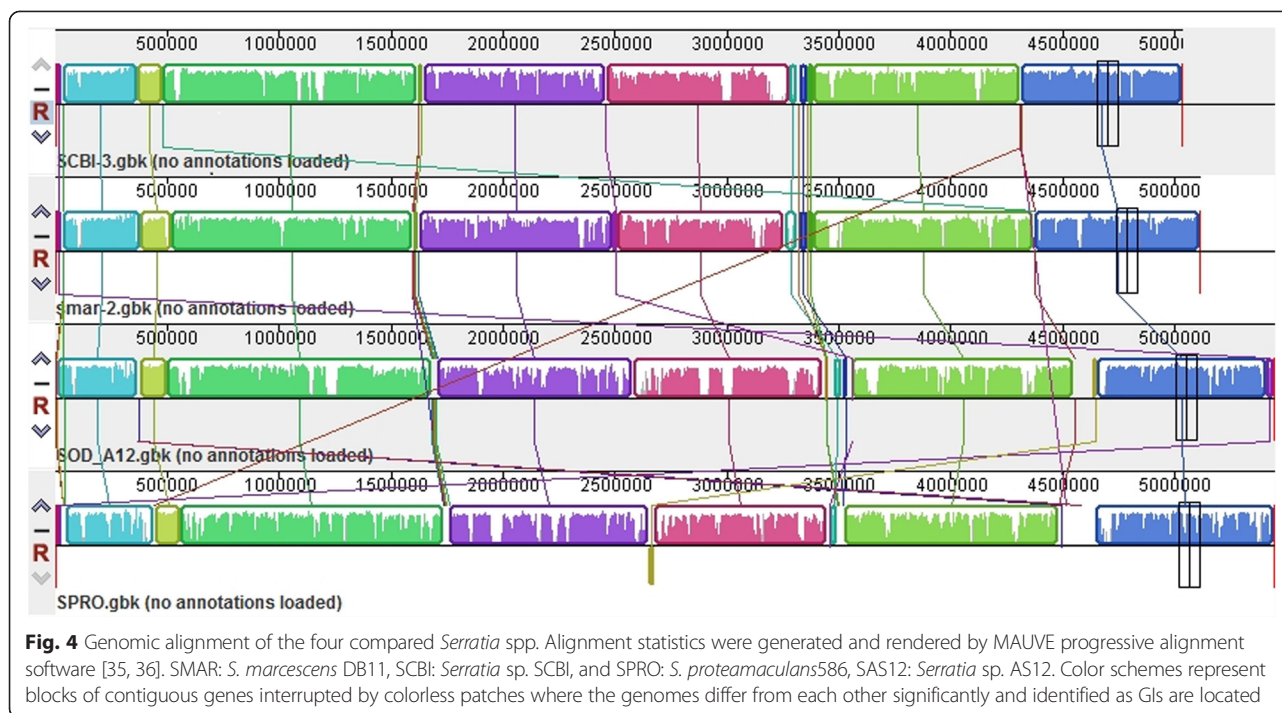 500000 1000000 1500000 2000000 2500000 3000000 3500000 4000000 4500000 50001
R
SCBI-3.gbk (no annotations loaded)
500000 1000000 1500000 2000000 2500000 3000000 3500000 4000000 4500000 500000
R
smar-2.gbk (no annotations loaded)
500000 1000000 1500000 2000000 2500000 3000000 3500000 4000000 4500000 5000000
R
SOD_A12.gbk (no annotations loaded)
500000 1000000 1500000 2000000 2500000 3000000 3500000 4000000 4500000 5000000
R
SPRO.gbk (no annotations loaded)
Fig. 4 Genomic alignment of the four compared Serratia spp. Alignment statistics were generated and rendered by MAUVE progressive alignment
software [35, 36]. SMAR: S. marcescens DB11, SCBI: Serratia sp. SCBI, and SPRO: S. proteamaculans586, SAS12: Serratia sp. AS12. Color schemes represent
blocks of contiguous genes interrupted by colorless patches where the genomes differ from each other significantly and identified as GIs are located